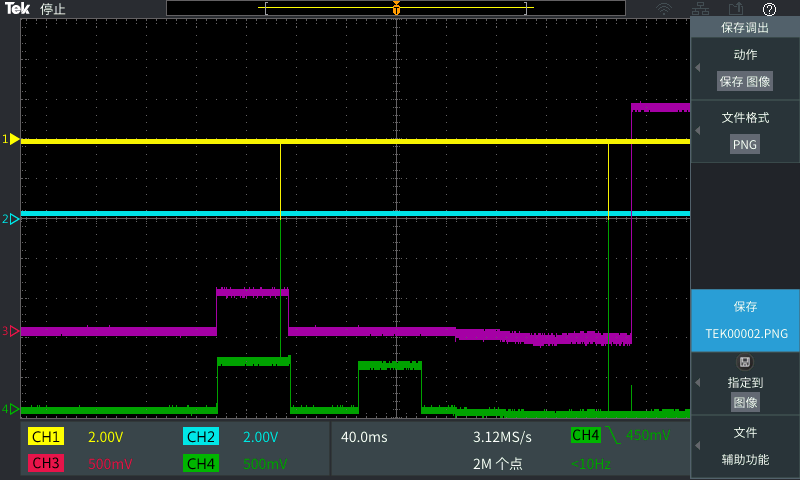 Tek 停止
保存调出
动作
保存 图像
文件格式
PNG
1
2
3
4
保存
TEK00002.PNG
指定到
图像
文件
辅助功能
CH1 2.00V CH2 2.00V 40.0ms 3.12MS/s CH4 450mV
CH3 500mV CH4 500mV 2M 个点 <10Hz